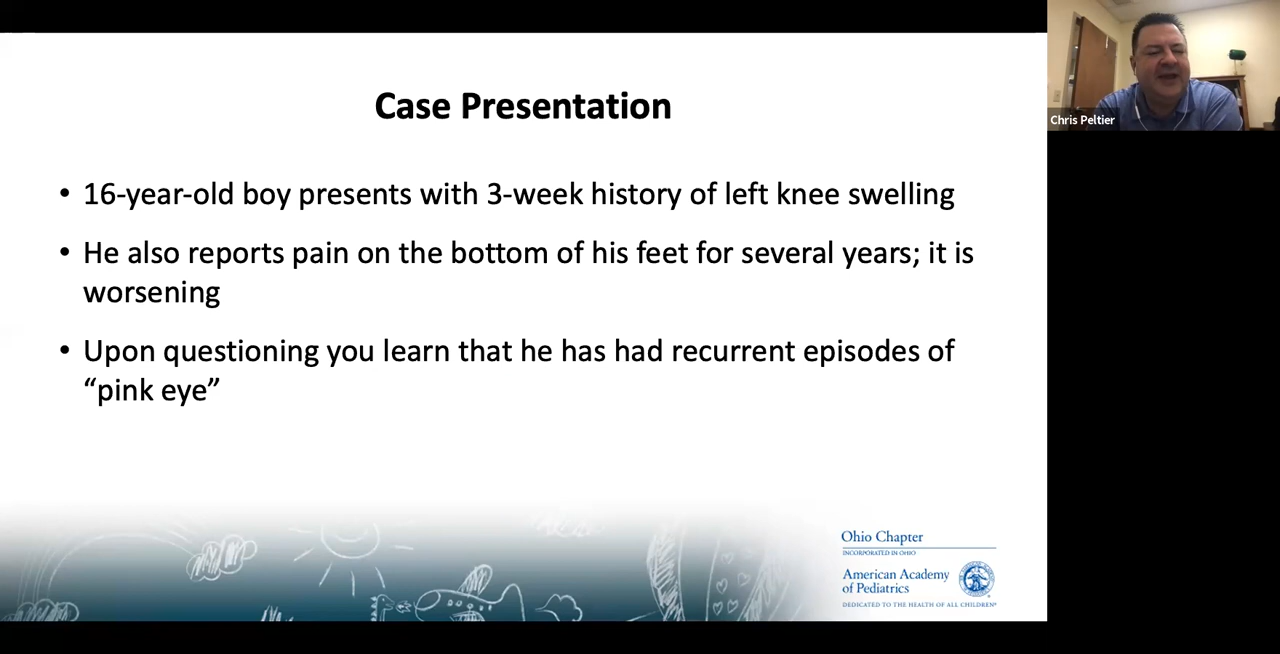 Case Presentation
• 16-year-old boy presents with 3-week history of left knee swelling
• He also reports pain on the bottom of his feet for several years; it is
worsening
• Upon questioning you learn that he has had recurrent episodes of
“pink eye”
Chris Peltier
Ohio Chapter
INCORPORATED IN OHIO
American Academy
of Pediatrics
DEDICATED TO THE HEALTH OF ALL CHILDREN®